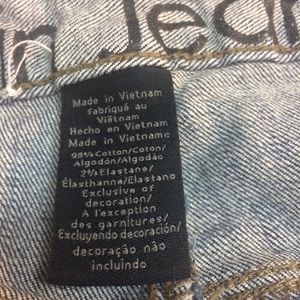 n Jean
Made in Vietnam
Fabriqué au
Viêtnam
Hecho en Vietnam
Made in Vietname
98% Cotton/Coton/
Algodón/Algodão
2% Elastane/
Élasthanne/Elastano
Exclusive of
decoration/
A l'exception
des garnitures/
Excluyendo decoración/
decoração não
incluindo